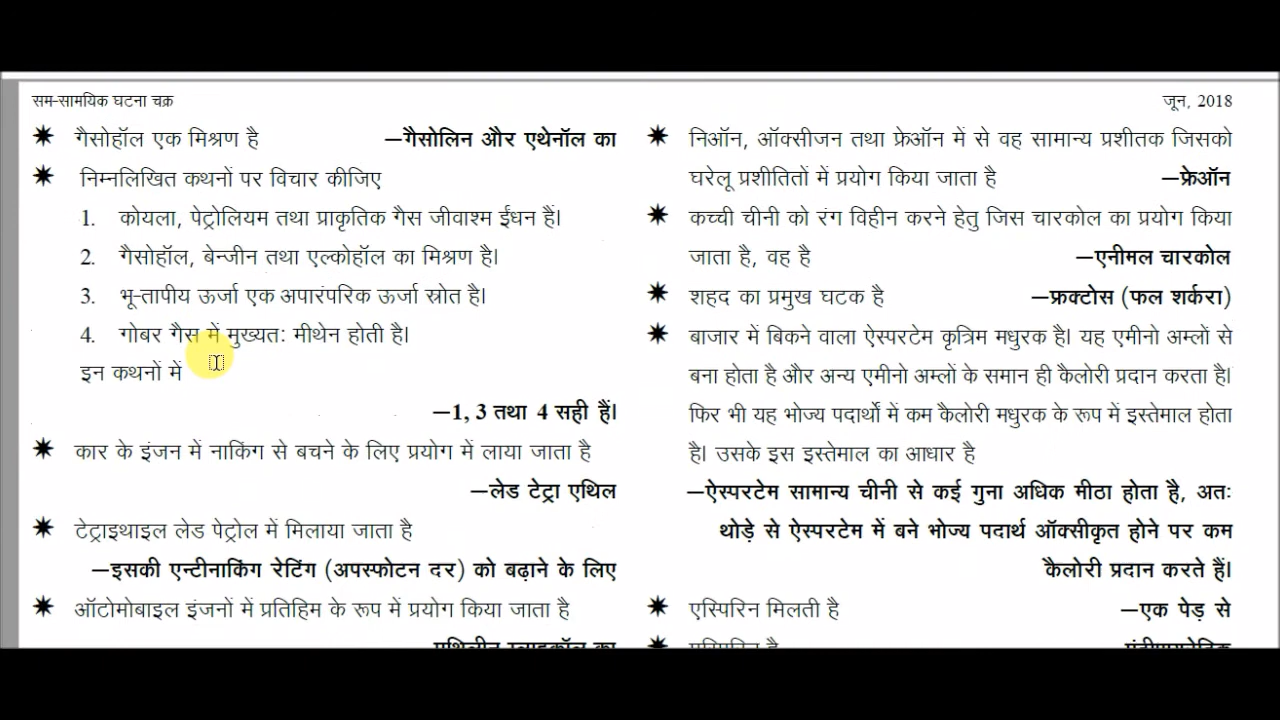 सम-सामयिक घटना चक्र
जून, 2018
✷ गैसोहॉल एक मिश्रण है —गैसोलिन और एथेनॉल का
✷ निम्नलिखित कथनों पर विचार कीजिए
1. कोयला, पेट्रोलियम तथा प्राकृतिक गैस जीवाश्म ईंधन हैं।
2. गैसोहॉल, बेन्जीन तथा एल्कोहॉल का मिश्रण है।
3. भू-तापीय ऊर्जा एक अपारंपरिक ऊर्जा स्रोत है।
4. गोबर गैस में मुख्यतः मीथेन होती है।
इन कथनों में
—1, 3 तथा 4 सही हैं।
✷ कार के इंजन में नाकिंग से बचने के लिए प्रयोग में लाया जाता है
—लेड टेट्रा एथिल
✷ टेट्राइथाइल लेड पेट्रोल में मिलाया जाता है
—इसकी एन्टीनाकिंग रेटिंग (अपस्फोटन दर) को बढ़ाने के लिए
✷ ऑटोमोबाइल इंजनों में प्रतिहिम के रूप में प्रयोग किया जाता है
✷ निऑन, ऑक्सीजन तथा फ्रेऑन में से वह सामान्य प्रशीतक जिसको
घरेलू प्रशीतितों में प्रयोग किया जाता है —फ्रेऑन
✷ कच्ची चीनी को रंग विहीन करने हेतु जिस चारकोल का प्रयोग किया
जाता है, वह है —एनीमल चारकोल
✷ शहद का प्रमुख घटक है —फ्रक्टोस (फल शर्करा)
✷ बाजार में बिकने वाला ऐस्परटेम कृत्रिम मधुरक है। यह एमीनो अम्लों से
बना होता है और अन्य एमीनो अम्लों के समान ही कैलोरी प्रदान करता है।
फिर भी यह भोज्य पदार्थों में कम कैलोरी मधुरक के रूप में इस्तेमाल होता
है। उसके इस इस्तेमाल का आधार है
—ऐस्परटेम सामान्य चीनी से कई गुना अधिक मीठा होता है, अतः
थोड़े से ऐस्परटेम में बने भोज्य पदार्थ ऑक्सीकृत होने पर कम
कैलोरी प्रदान करते हैं।
✷ एस्पिरिन मिलती है —एक पेड़ से